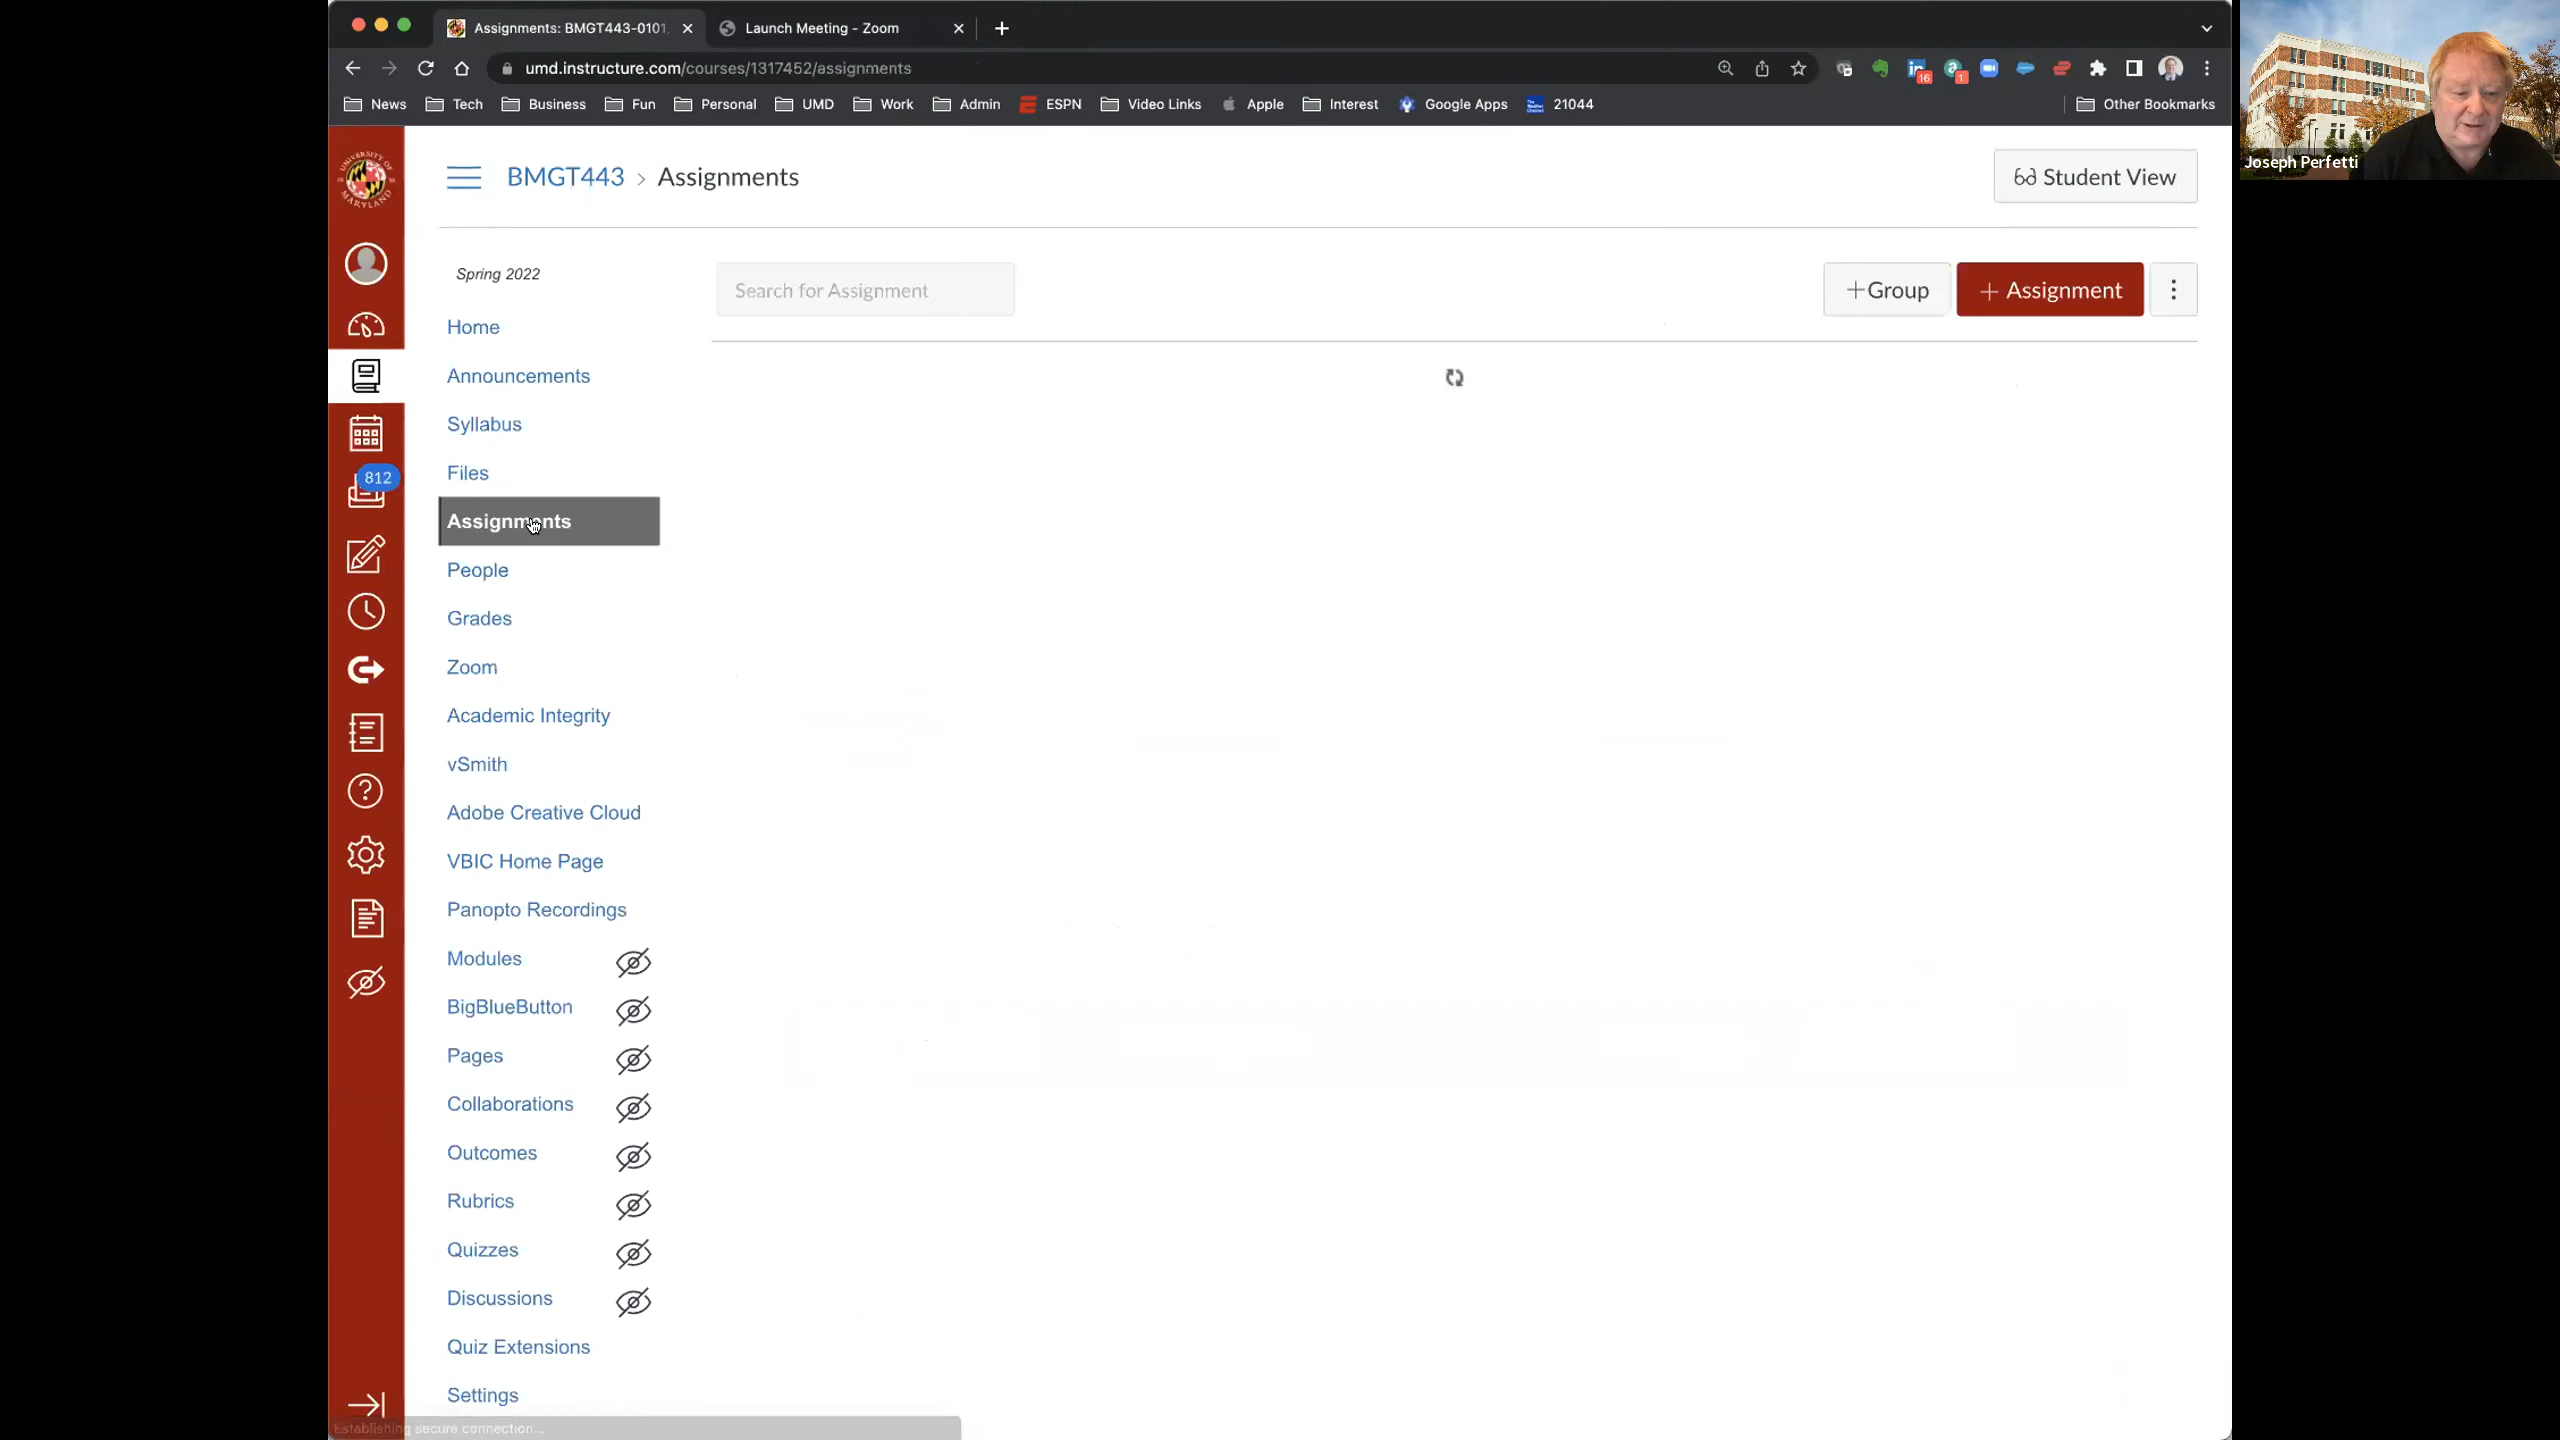 Assignments: BMGT443-0101,
Launch Meeting - Zoom
umd.instructure.com/courses/1317452/assignments
16
1
News
Tech
Business
Fun
Personal
UMD
Work
Admin
ESPN
Video Links
Apple
Interest
Google Apps
21044
Other Bookmarks
Joseph Perfetti
BMGT443 > Assignments
Student View
Spring 2022
Search for Assignment
+Group
+ Assignment
Home
Announcements
Syllabus
Files
812
Assignments
People
Grades
Zoom
Academic Integrity
vSmith
Adobe Creative Cloud
VBIC Home Page
Panopto Recordings
Modules
BigBlueButton
Pages
Collaborations
Outcomes
Rubrics
Quizzes
Discussions
Quiz Extensions
Settings
Establishing secure connection...